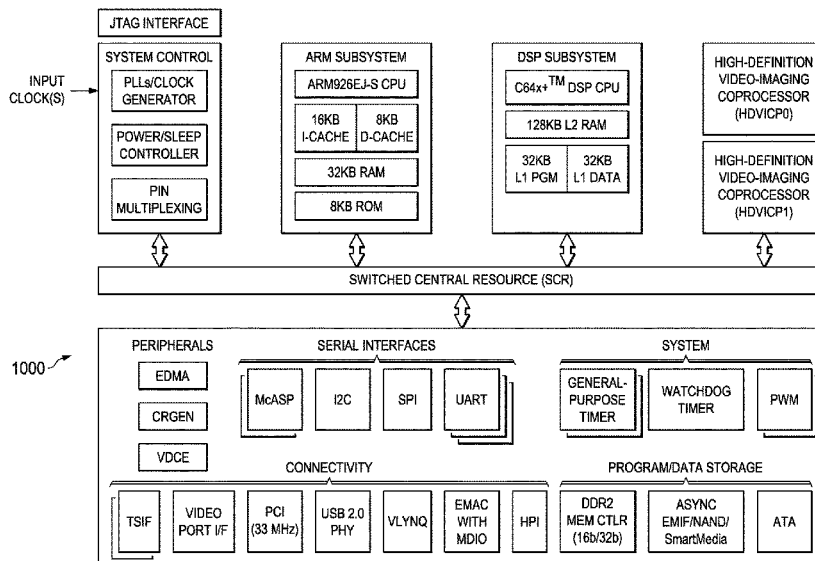 JTAG INTERFACE
SYSTEM CONTROL
INPUT
CLOCK(S)
PLLs/CLOCK
GENERATOR
POWER/SLEEP
CONTROLLER
PIN
MULTIPLEXING
ARM SUBSYSTEM
ARM926EJ-S CPU
16KB
I-CACHE
8KB
D-CACHE
32KB RAM
8KB ROM
DSP SUBSYSTEM
C64x+™ DSP CPU
128KB L2 RAM
32KB
L1 PGM
32KB
L1 DATA
HIGH-DEFINITION
VIDEO-IMAGING
COPROCESSOR
(HDVICP0)
HIGH-DEFINITION
VIDEO-IMAGING
COPROCESSOR
(HDVICP1)
SWITCHED CENTRAL RESOURCE (SCR)
1000
PERIPHERALS
EDMA
CRGEN
VDCE
SERIAL INTERFACES
McASP
I2C
SPI
UART
SYSTEM
GENERAL-
PURPOSE
TIMER
WATCHDOG
TIMER
PWM
CONNECTIVITY
TSIF
VIDEO
PORT I/F
PCI
(33 MHz)
USB 2.0
PHY
VLYNQ
EMAC
WITH
MDIO
HPI
PROGRAM/DATA STORAGE
DDR2
MEM CTLR
(16b/32b)
ASYNC
EMIF/NAND/
SmartMedia
ATA